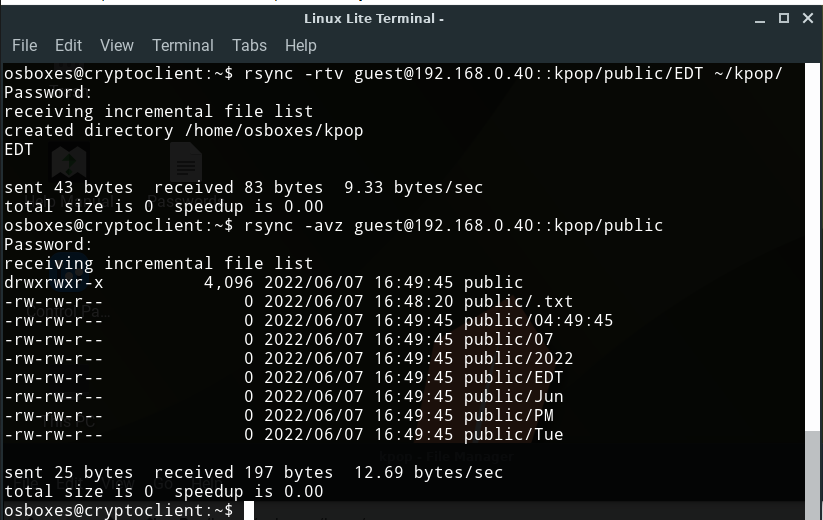 Linux Lite Terminal -
File Edit View Terminal Tabs Help
osboxes@cryptoclient:~$ rsync -rtv guest@192.168.0.40::kpop/public/EDT ~/kpop/
Password:
receiving incremental file list
created directory /home/osboxes/kpop
EDT
sent 43 bytes  received 83 bytes  9.33 bytes/sec
total size is 0  speedup is 0.00
osboxes@cryptoclient:~$ rsync -avz guest@192.168.0.40::kpop/public
Password:
receiving incremental file list
drwxrwxr-x          4,096 2022/06/07 16:49:45 public
-rw-rw-r--              0 2022/06/07 16:48:20 public/.txt
-rw-rw-r--              0 2022/06/07 16:49:45 public/04:49:45
-rw-rw-r--              0 2022/06/07 16:49:45 public/07
-rw-rw-r--              0 2022/06/07 16:49:45 public/2022
-rw-rw-r--              0 2022/06/07 16:49:45 public/EDT
-rw-rw-r--              0 2022/06/07 16:49:45 public/Jun
-rw-rw-r--              0 2022/06/07 16:49:45 public/PM
-rw-rw-r--              0 2022/06/07 16:49:45 public/Tue
sent 25 bytes  received 197 bytes  12.69 bytes/sec
total size is 0  speedup is 0.00
osboxes@cryptoclient:~$